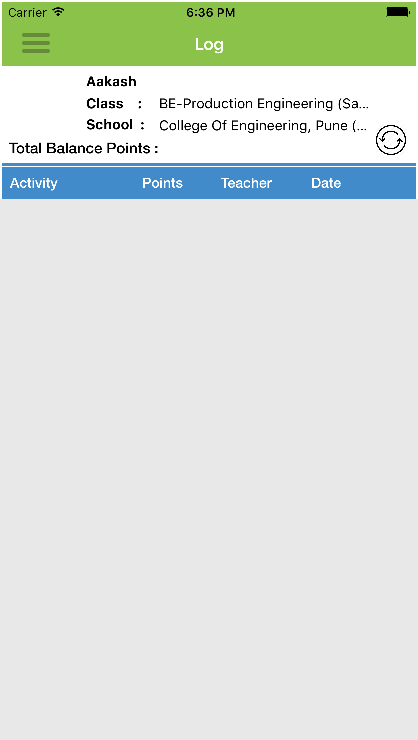 Carrier 6:36 PM
Log
Aakash
Class : BE-Production Engineering (Sa...
School : College Of Engineering, Pune (...
Total Balance Points :
Activity Points Teacher Date